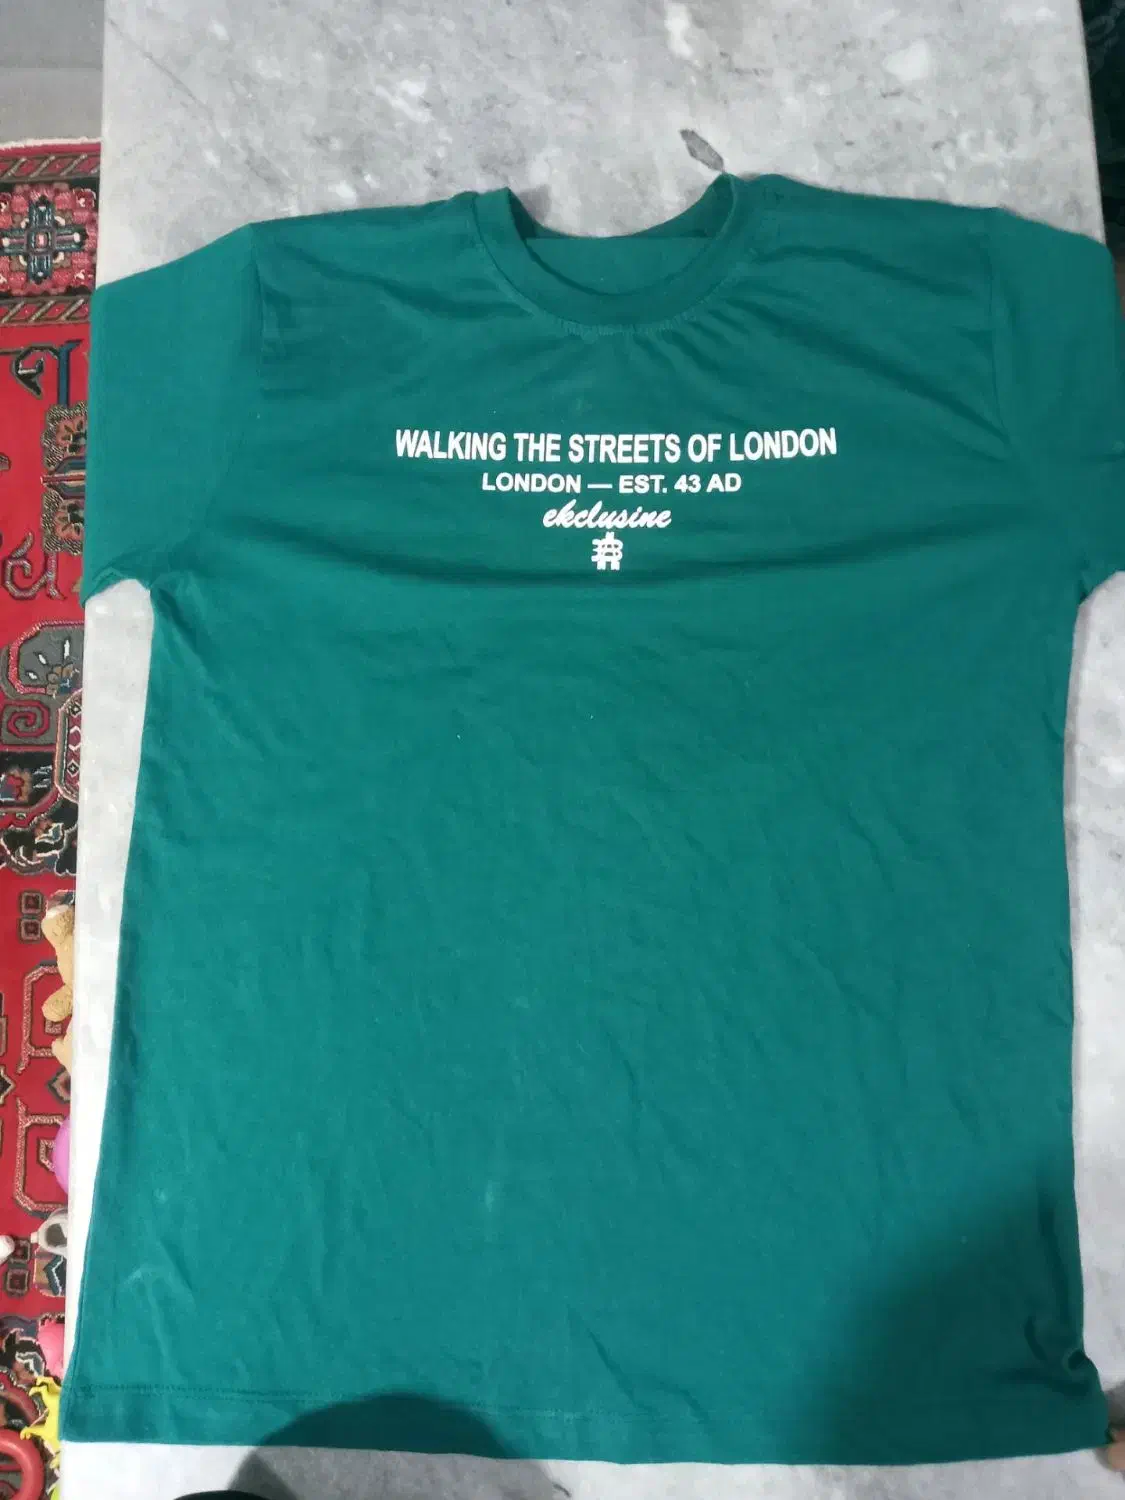 WALKING THE STREETS OF LONDON
LONDON — EST. 43 AD
ekclusine